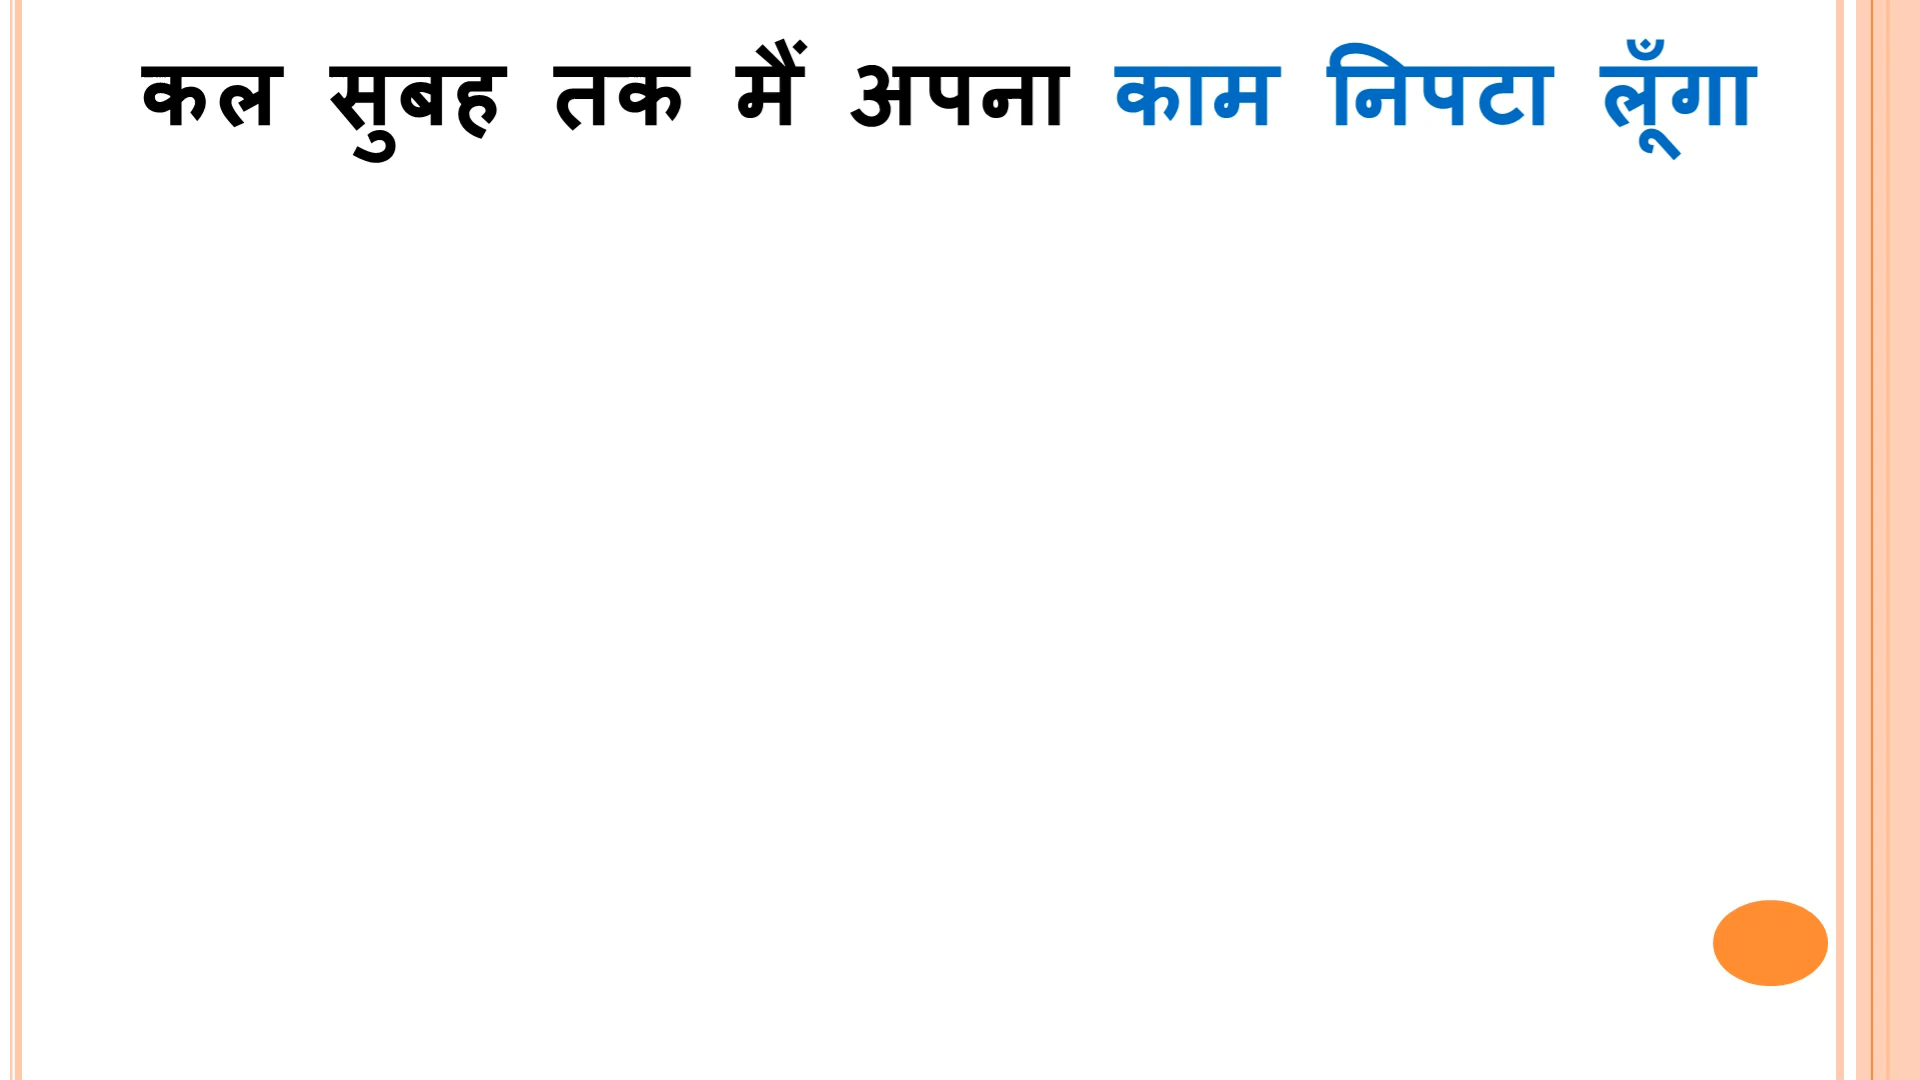 कल सुबह तक मैं अपना काम निपटा लूँगा